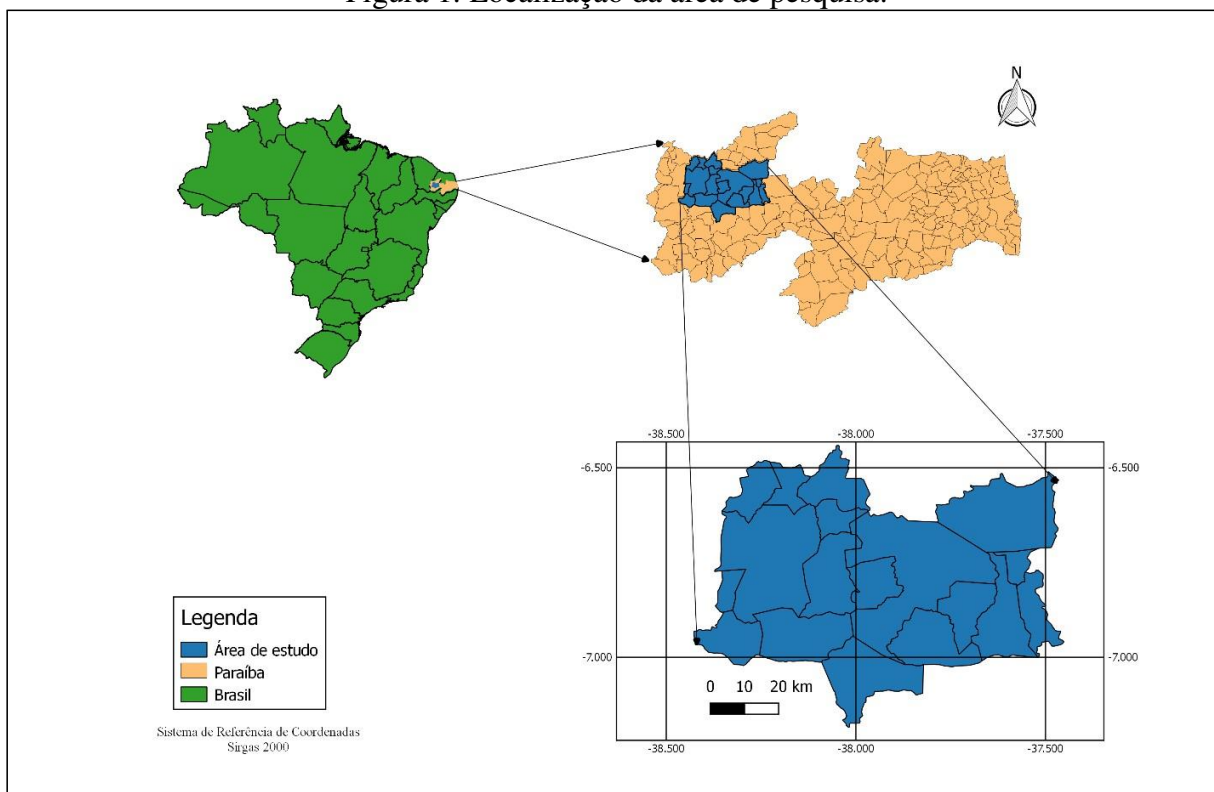 Figura 1. Localização da área de pesquisa.
N
-38.500 -38.000 -37.500
-6.500 -6.500
-7.000 -7.000
0 10 20 km
-38.500 -38.000 -37.500
Legenda
Área de estudo
Paraíba
Brasil
Sistema de Referência de Coordenadas
Sirgas 2000